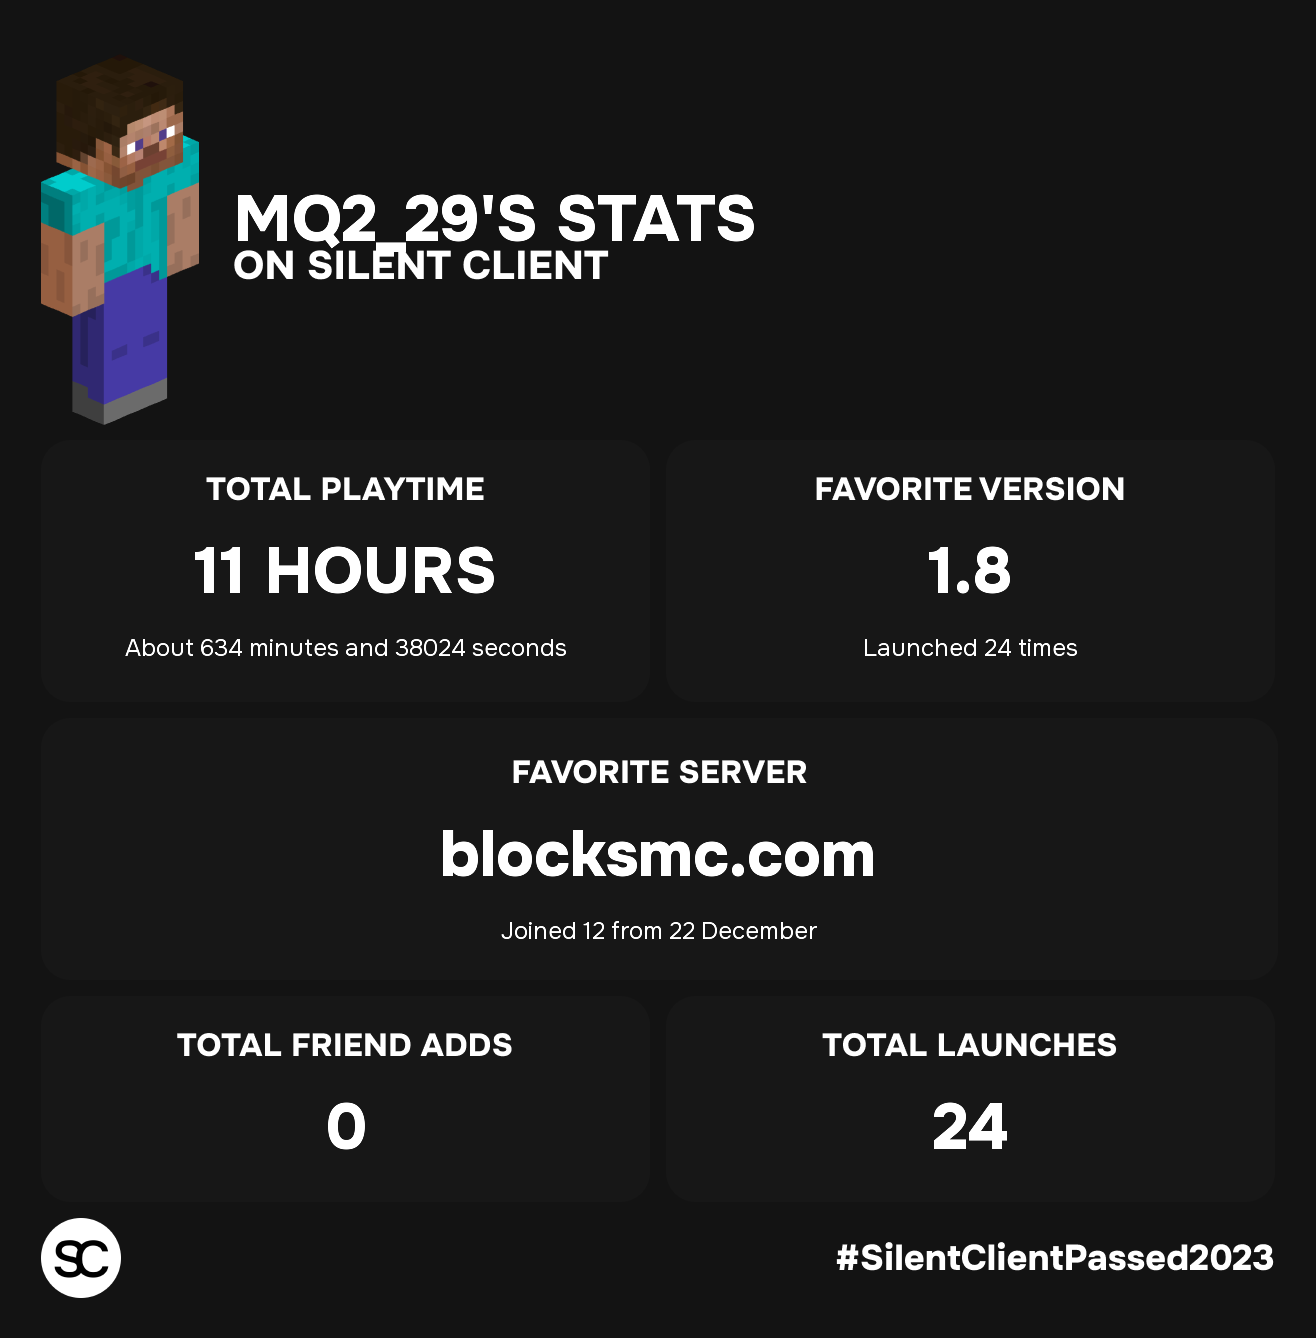 MQ2_29'S STATS
ON SILENT CLIENT
TOTAL PLAYTIME
11 HOURS
About 634 minutes and 38024 seconds
FAVORITE VERSION
1.8
Launched 24 times
FAVORITE SERVER
blocksmc.com
Joined 12 from 22 December
TOTAL FRIEND ADDS
0
TOTAL LAUNCHES
24
SC
#SilentClientPassed2023